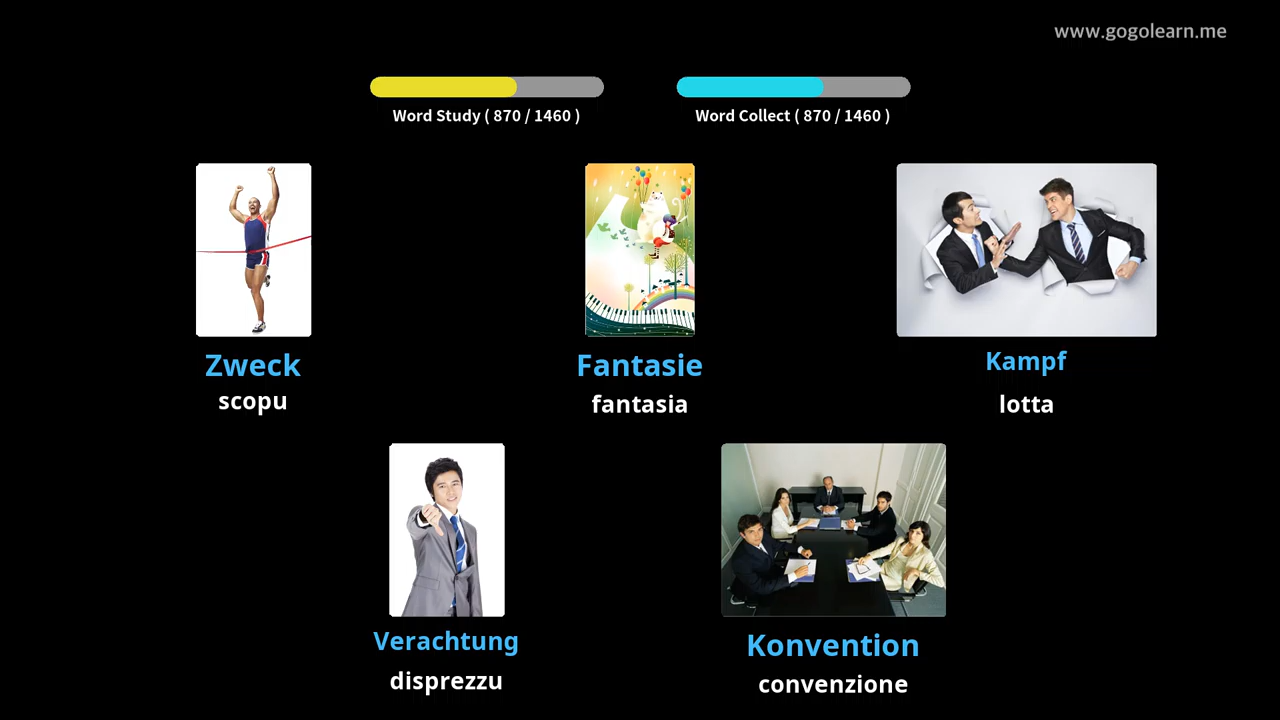 www.gogolearn.me
Word Study ( 870 / 1460 )
Word Collect ( 870 / 1460 )
Zweck
scopu
Fantasie
fantasia
Kampf
lotta
Verachtung
disprezzu
Konvention
convenzione